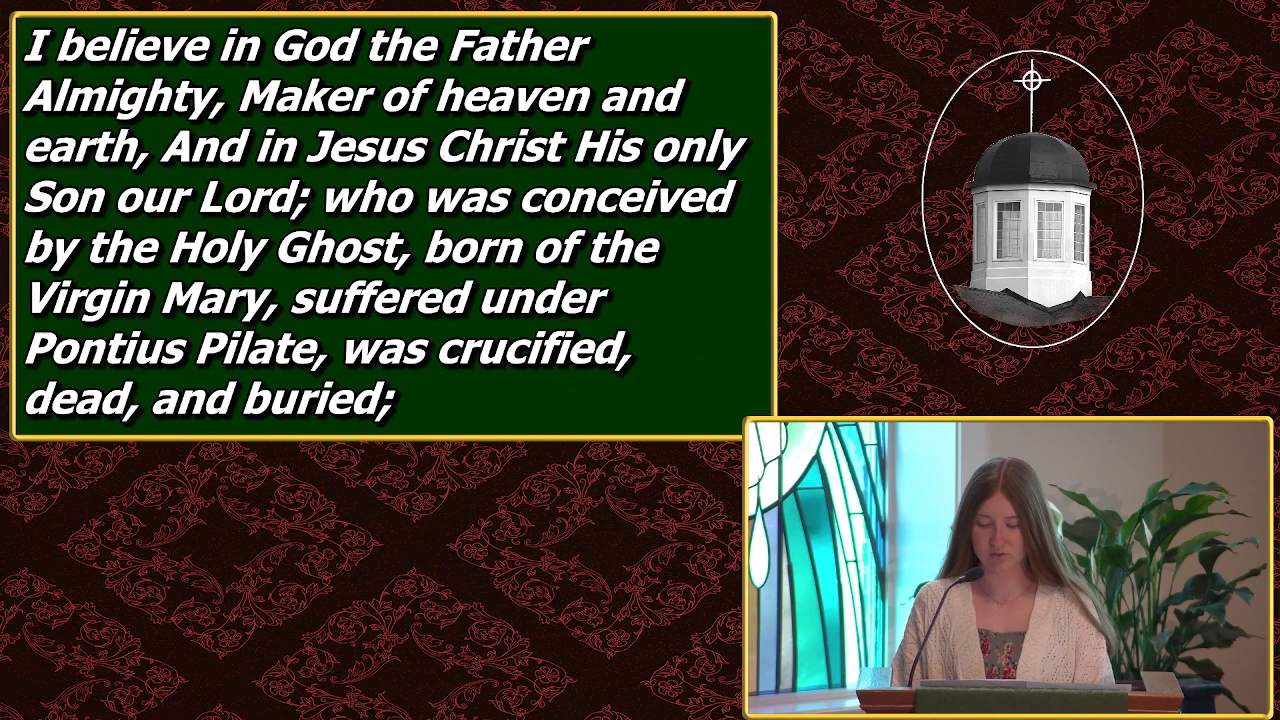 I believe in God the Father
Almighty, Maker of heaven and
earth, And in Jesus Christ His only
Son our Lord; who was conceived
by the Holy Ghost, born of the
Virgin Mary, suffered under
Pontius Pilate, was crucified,
dead, and buried;